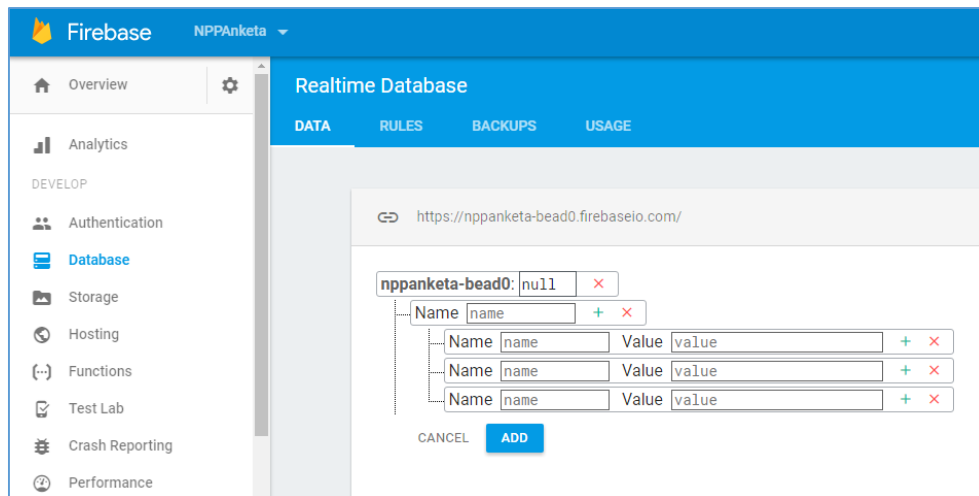 Firebase NPPAnketa
Overview
Analytics
DEVELOP
Authentication
Database
Storage
Hosting
Functions
Test Lab
Crash Reporting
Performance
Realtime Database
DATA RULES BACKUPS USAGE
https://nppanketa-bead0.firebaseio.com/
nppanketa-bead0: null
Name name
Name name Value value
Name name Value value
Name name Value value
CANCEL ADD